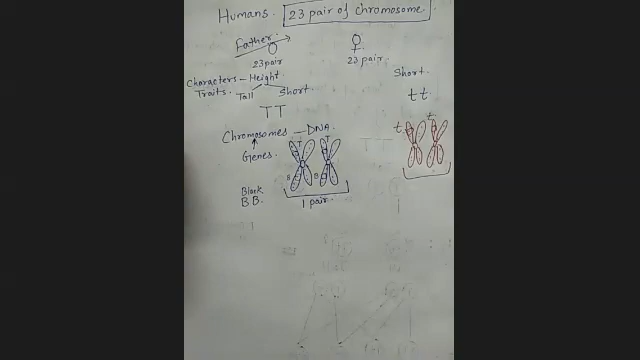 Humans. 23 pair of chromosome.
Father
23 pair 23 pair.
Characters - Height Short.
Traits. Tall Short
TT tt
Chromosomes - DNA.
Genes.
T T t t
B B
Black
BB. 1 pair.